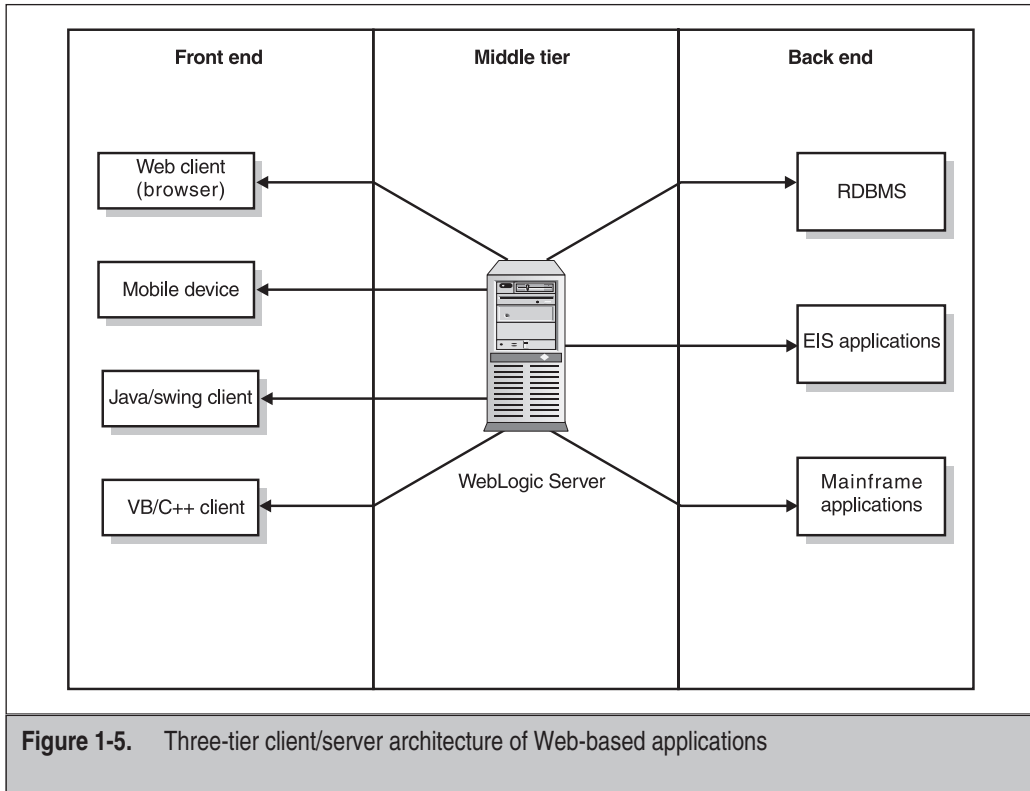 Front end
Middle tier
Back end
Web client
(browser)
Mobile device
Java/swing client
VB/C++ client
WebLogic Server
RDBMS
EIS applications
Mainframe
applications
Figure 1-5. Three-tier client/server architecture of Web-based applications